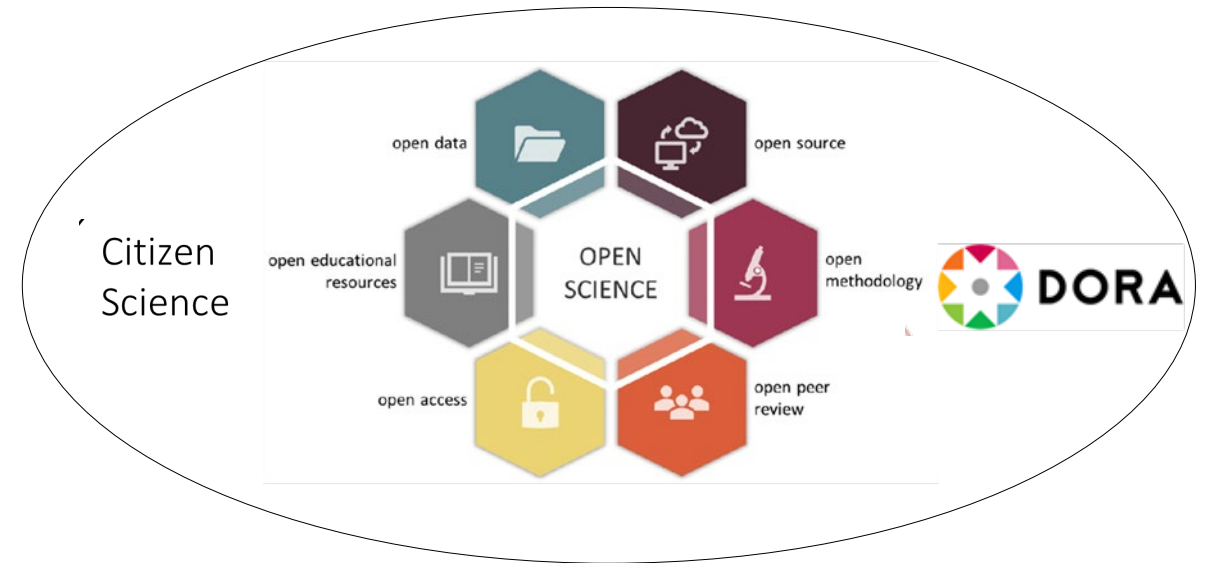 open data
open source
Citizen
Science
open educational
resources
OPEN
SCIENCE
open
methodology
DORA
open access
open peer
review